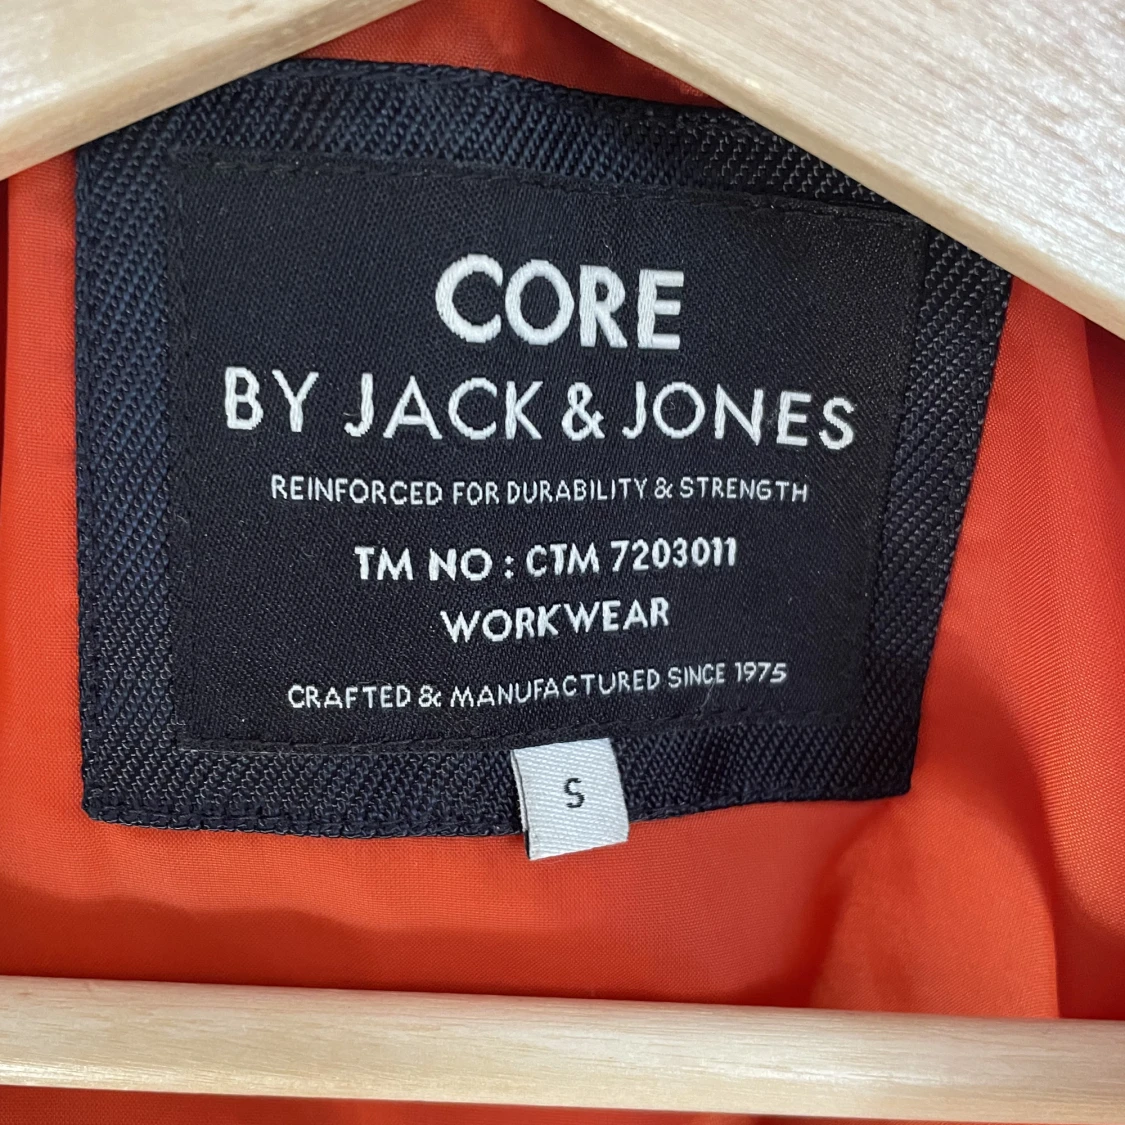 CORE
BY JACK & JONES
REINFORCED FOR DURABILITY & STRENGTH
TM NO : CTM 7203011
WORKWEAR
CRAFTED & MANUFACTURED SINCE 1975
S